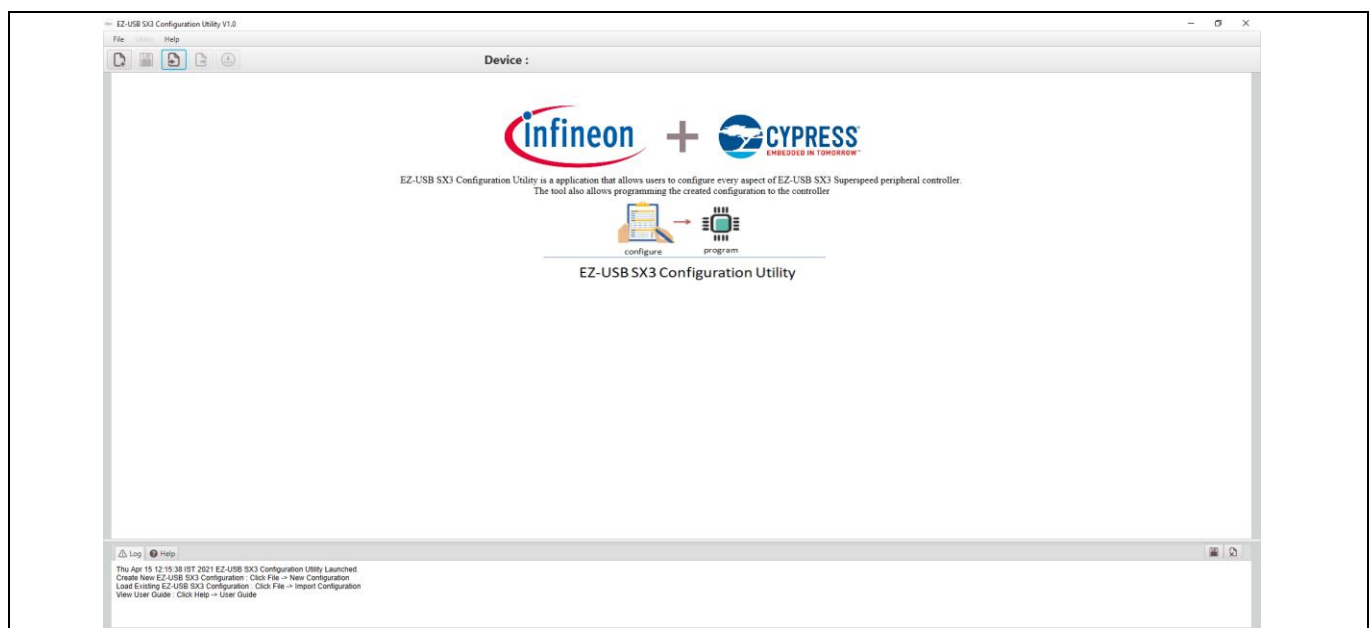 EZ-USB SX3 Configuration Utility V1.0
File Utility Help
Device :
infineon + CYPRESS
EMBEDDED IN TOMORROW™
EZ-USB SX3 Configuration Utility is a application that allows users to configure every aspect of EZ-USB SX3 Superspeed peripheral controller.
The tool also allows programming the created configuration to the controller
configure program
EZ-USB SX3 Configuration Utility
Log Help
Thu Apr 15 12:15:38 IST 2021 EZ-USB SX3 Configuration Utility Launched.
Create New EZ-USB SX3 Configuration : Click File -> New Configuration
Load Existing EZ-USB SX3 Configuration : Click File -> Import Configuration
View User Guide : Click Help -> User Guide